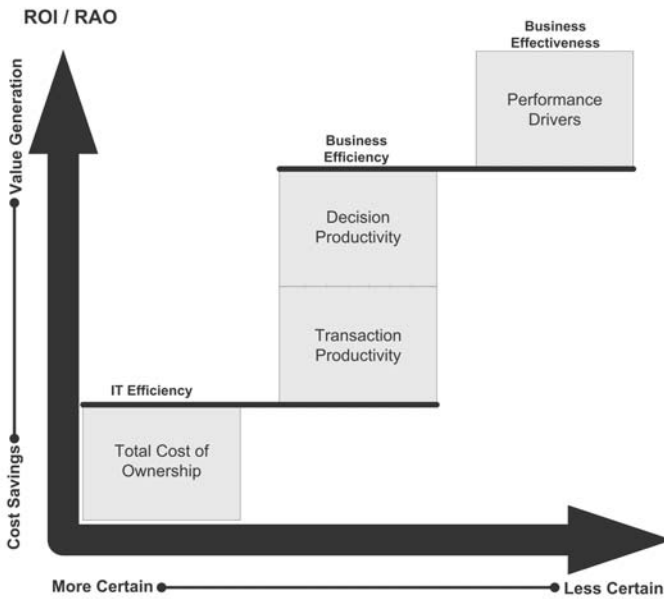 ROI / RAO
Business
Effectiveness
Performance
Drivers
Value Generation
Business
Efficiency
Decision
Productivity
Transaction
Productivity
IT Efficiency
Total Cost of
Ownership
Cost Savings
More Certain
Less Certain